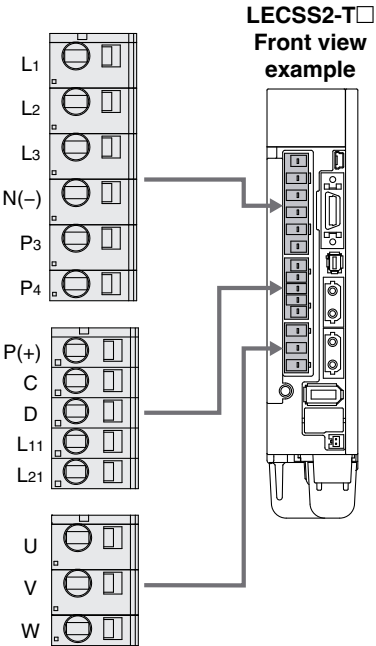 LECSS2-T□
Front view
example
L1
L2
L3
N(−)
P3
P4
P(+)
C
D
L11
L21
U
V
W